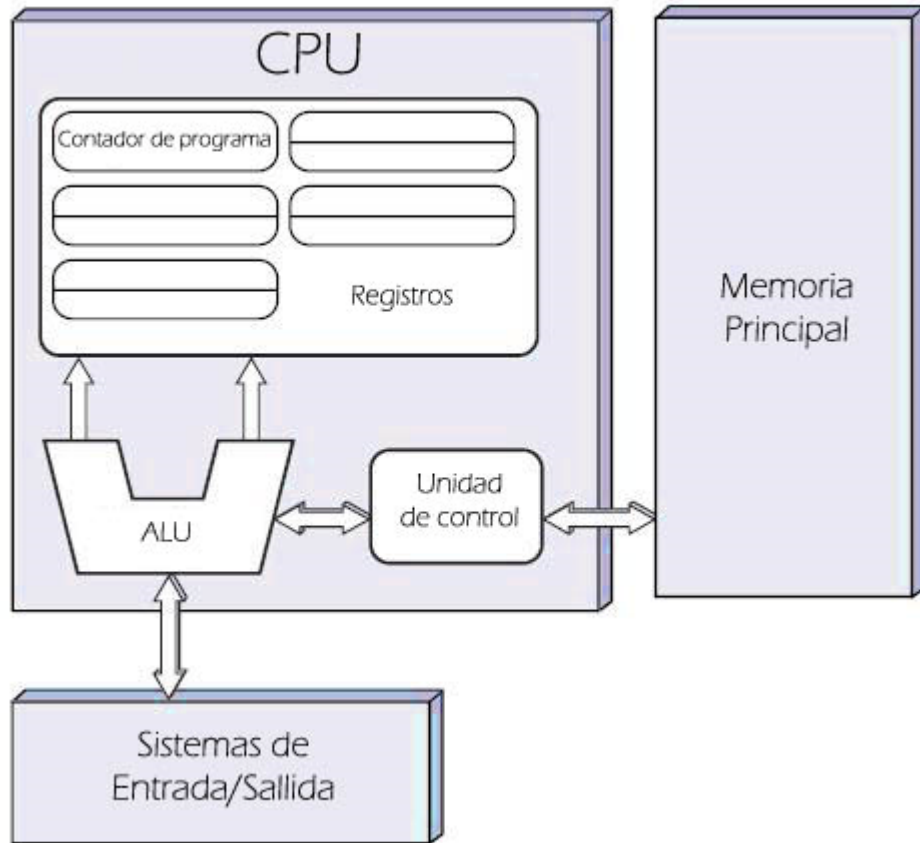 CPU
Contador de programa
Registros
Memoria
Principal
Unidad
de control
ALU
Sistemas de
Entrada/Sallida